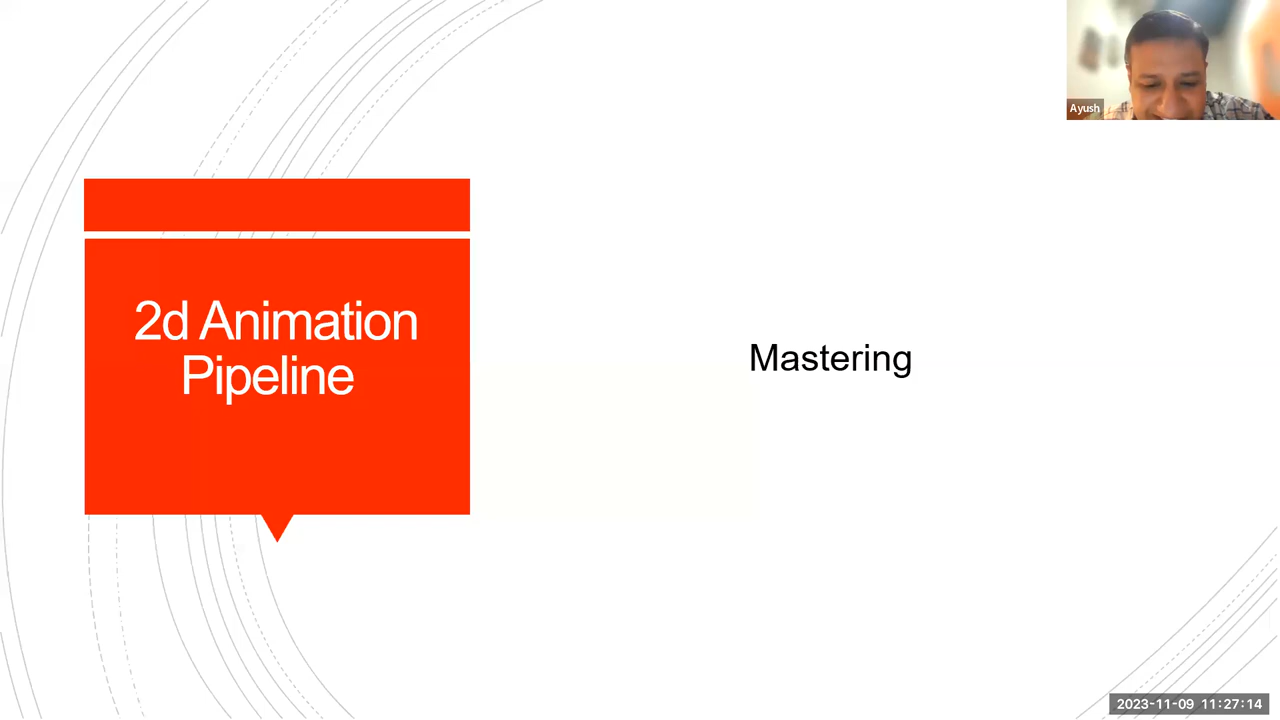 Ayush
2d Animation
Pipeline
Mastering
2023-11-09 11:27:14